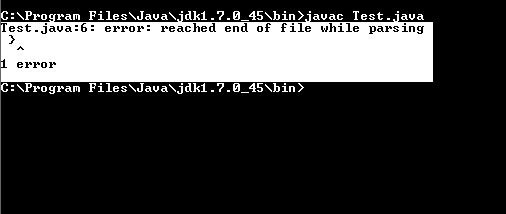 C:\Program Files\Java\jdk1.7.0_45\bin>javac Test.java
Test.java:6: error: reached end of file while parsing
 }
  ^
1 error
C:\Program Files\Java\jdk1.7.0_45\bin>